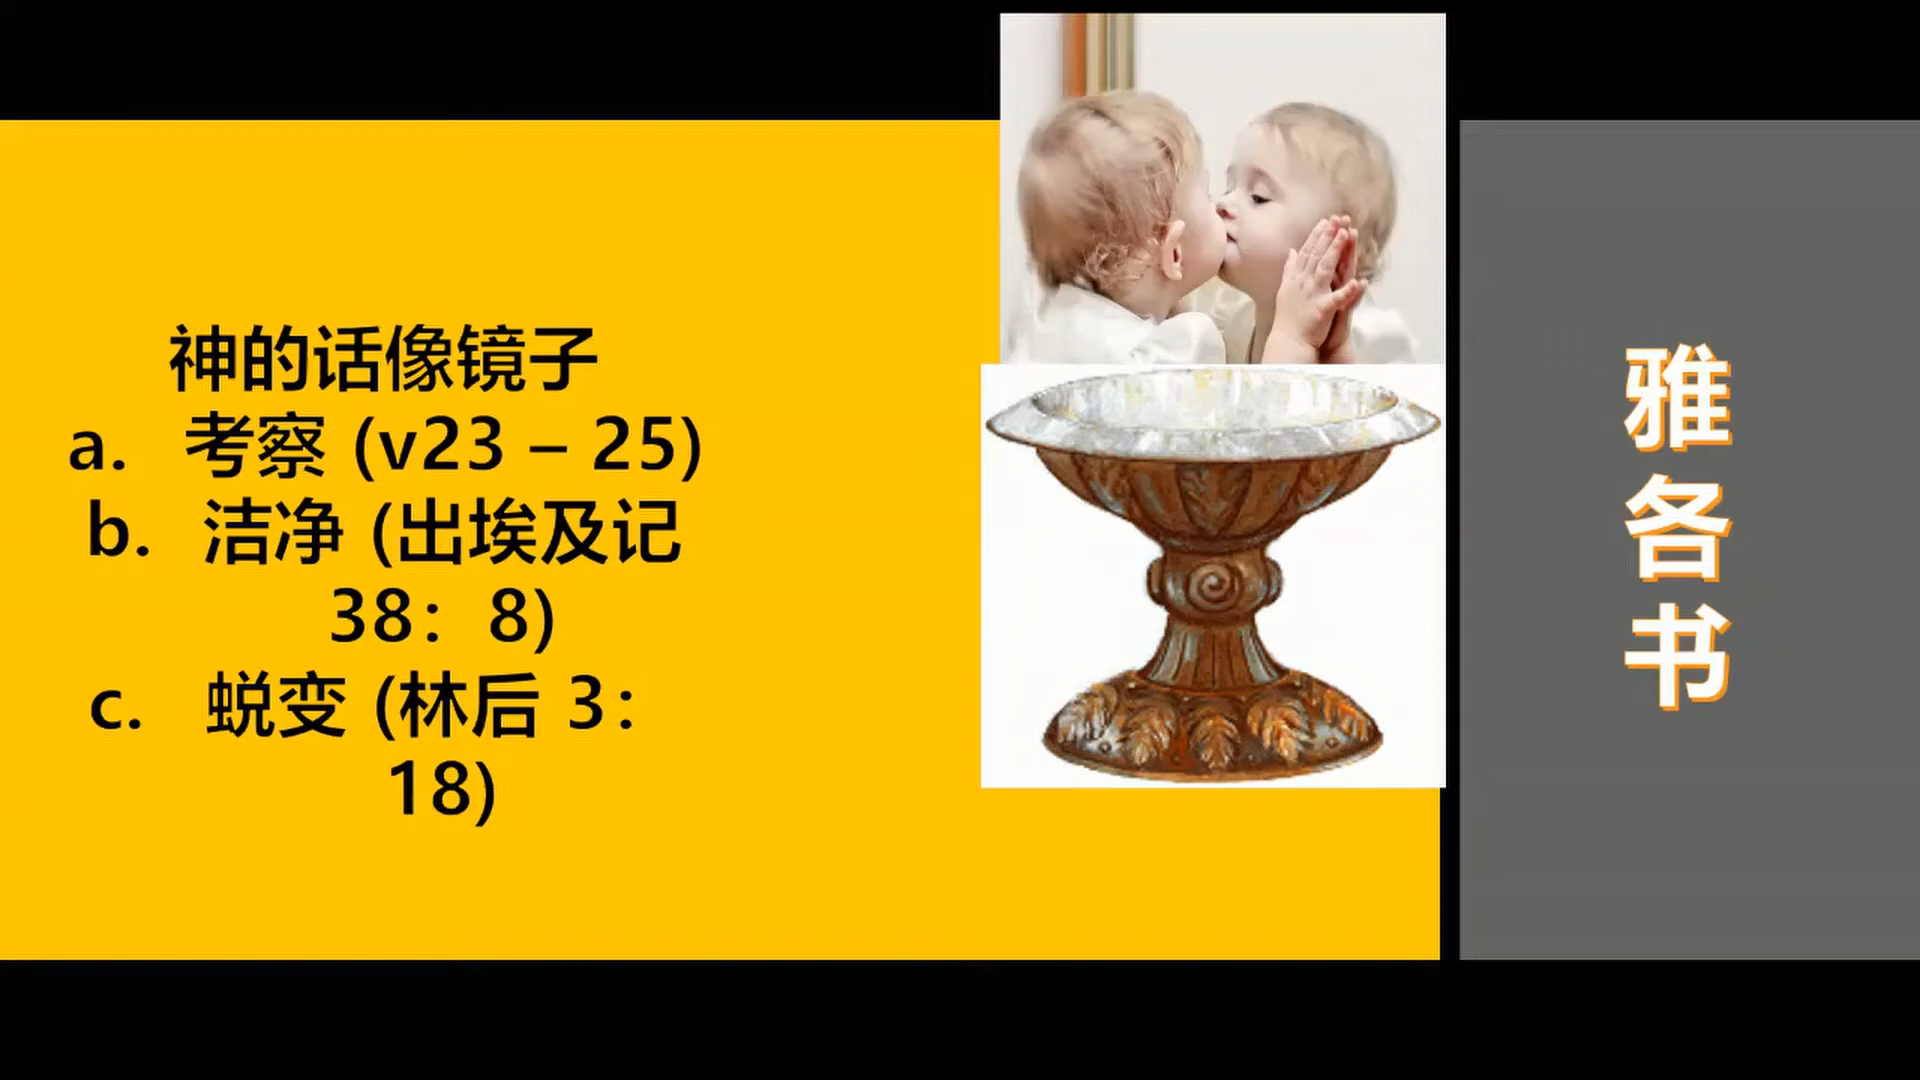 神的话像镜子
a. 考察 (v23 – 25)
b. 洁净 (出埃及记
38：8)
c. 蜕变 (林后 3：
18)
雅各书